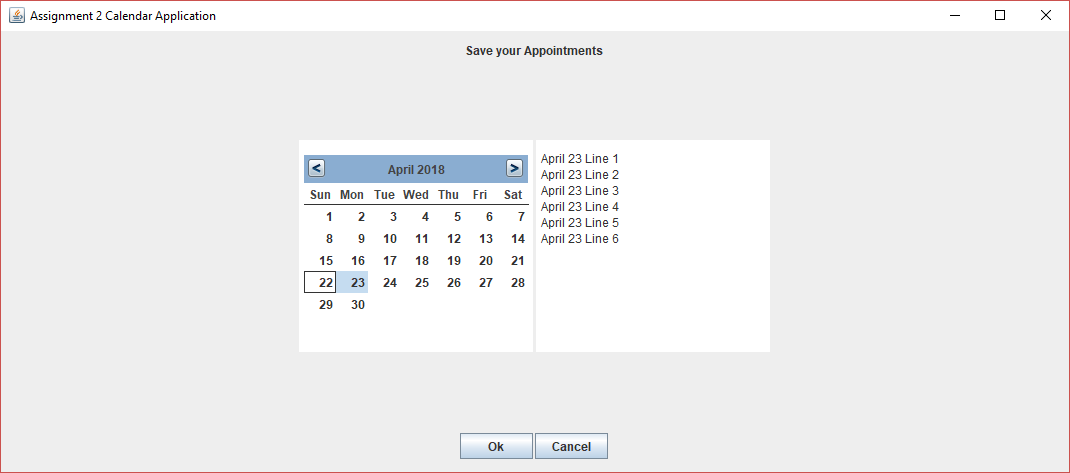 Assignment 2 Calendar Application
Save your Appointments
< April 2018 >
Sun Mon Tue Wed Thu Fri Sat
1 2 3 4 5 6 7
8 9 10 11 12 13 14
15 16 17 18 19 20 21
22 23 24 25 26 27 28
29 30
April 23 Line 1
April 23 Line 2
April 23 Line 3
April 23 Line 4
April 23 Line 5
April 23 Line 6
Ok Cancel